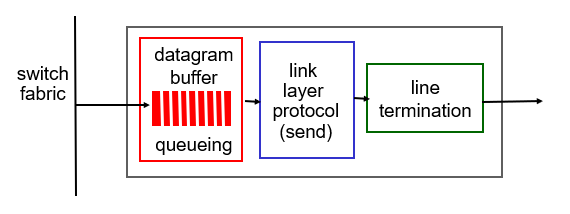 switch
fabric
datagram
buffer
queueing
link
layer
protocol
(send)
line
termination